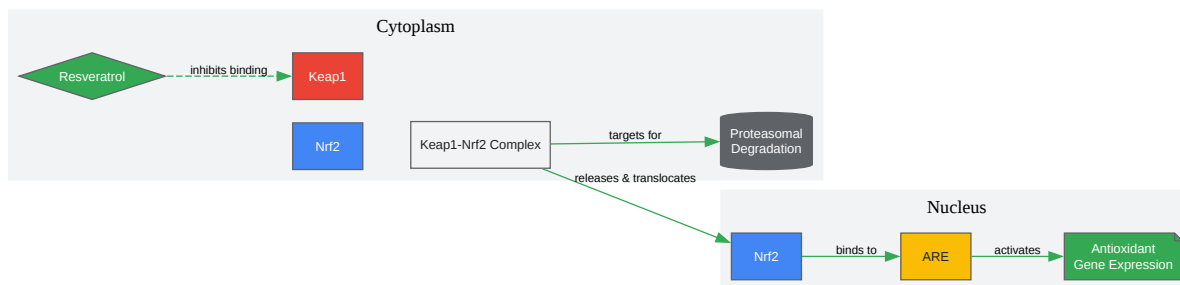 Cytoplasm
Resveratrol
inhibits binding
Keap1
Nrf2
Keap1-Nrf2 Complex
targets for
Proteasomal
Degradation
releases & translocates
Nucleus
Nrf2
binds to
ARE
activates
Antioxidant
Gene Expression